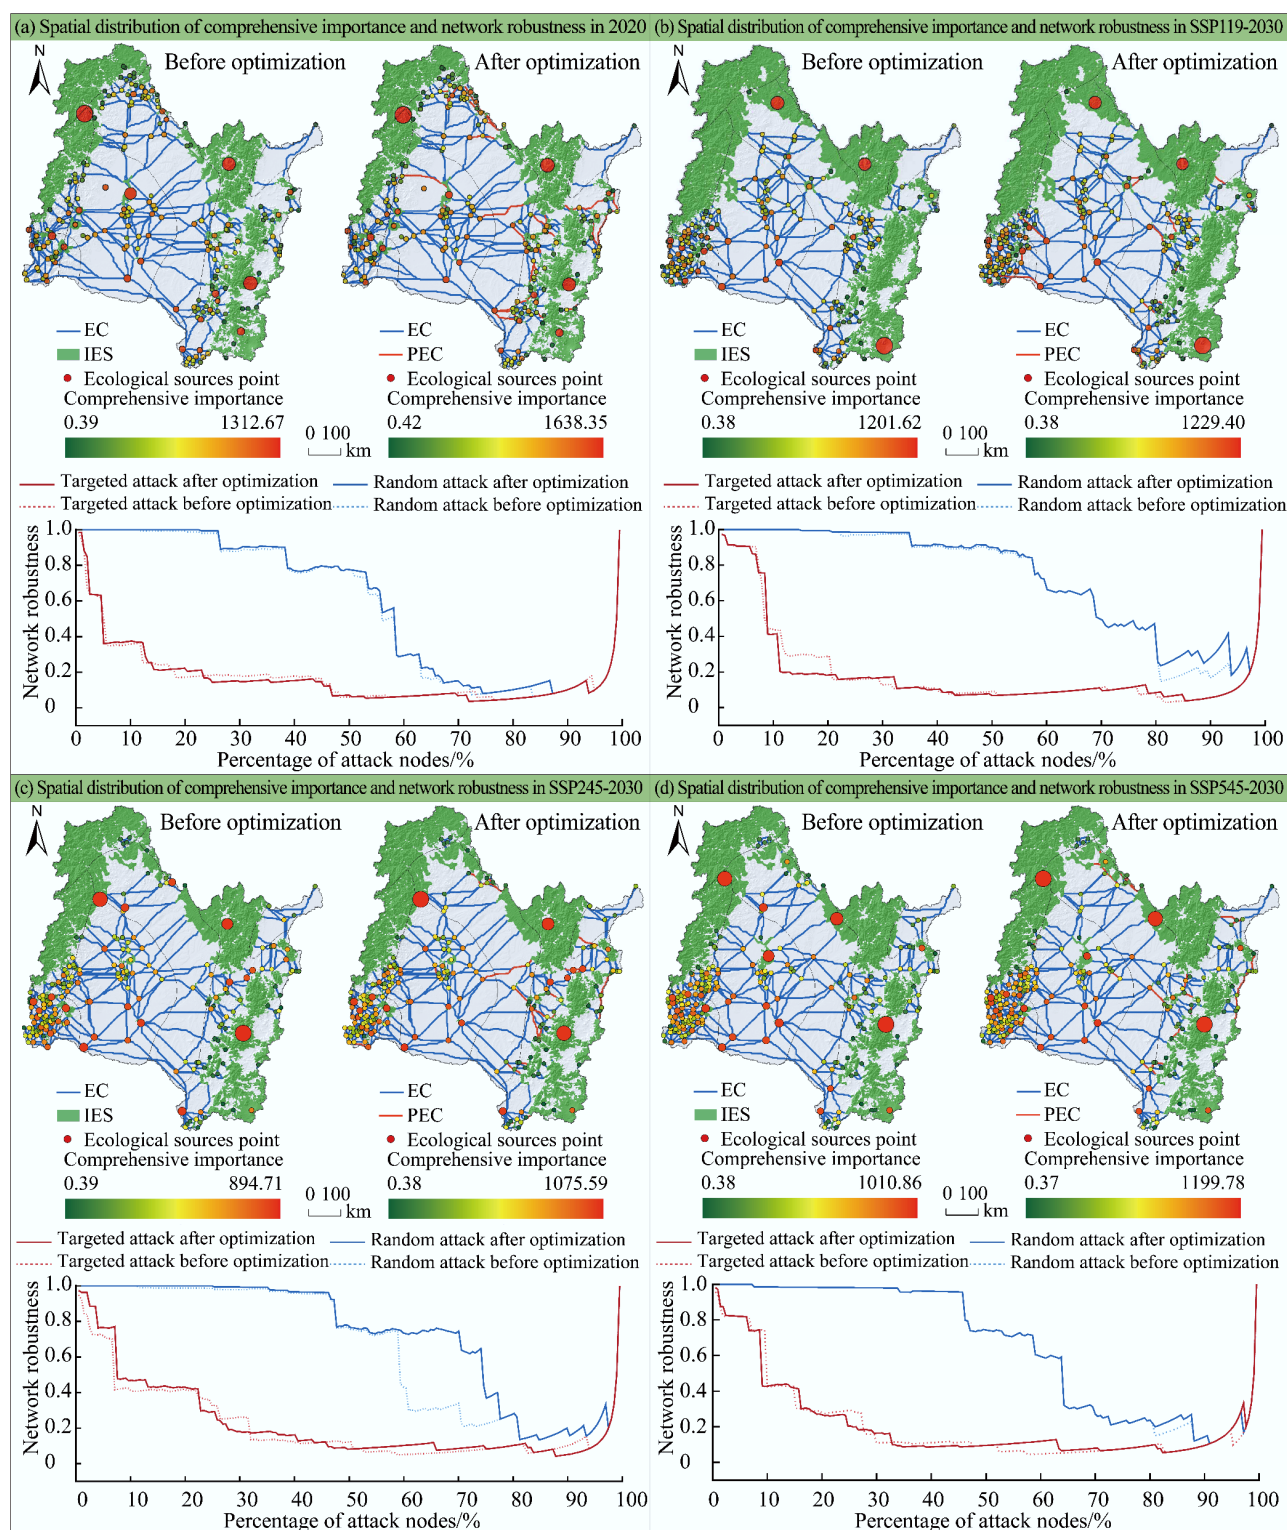 (a) Spatial distribution of comprehensive importance and network robustness in 2020
N
Before optimization
After optimization
EC
IES
Ecological sources point
Comprehensive importance
0.39 1312.67
0 100
km
EC
PEC
Ecological sources point
Comprehensive importance
0.42 1638.35
Targeted attack after optimization
Random attack after optimization
Targeted attack before optimization
Random attack before optimization
Network robustness
1.0
0.8
0.6
0.4
0.2
0
0 10 20 30 40 50 60 70 80 90 100
Percentage of attack nodes/%
(b) Spatial distribution of comprehensive importance and network robustness in SSP119-2030
N
Before optimization
After optimization
EC
IES
Ecological sources point
Comprehensive importance
0.38 1201.62
0 100
km
EC
PEC
Ecological sources point
Comprehensive importance
0.38 1229.40
Targeted attack after optimization
Random attack after optimization
Targeted attack before optimization
Random attack before optimization
Network robustness
1.0
0.8
0.6
0.4
0.2
0.0
0 10 20 30 40 50 60 70 80 90 100
Percentage of attack nodes/%
(c) Spatial distribution of comprehensive importance and network robustness in SSP245-2030
N
Before optimization
After optimization
EC
IES
Ecological sources point
Comprehensive importance
0.39 894.71
0 100
km
EC
PEC
Ecological sources point
Comprehensive importance
0.38 1075.59
Targeted attack after optimization
Random attack after optimization
Targeted attack before optimization
Random attack before optimization
Network robustness
1.0
0.8
0.6
0.4
0.2
0
0 10 20 30 40 50 60 70 80 90 100
Percentage of attack nodes/%
(d) Spatial distribution of comprehensive importance and network robustness in SSP545-2030
N
Before optimization
After optimization
EC
IES
Ecological sources point
Comprehensive importance
0.38 1010.86
0 100
km
EC
PEC
Ecological sources point
Comprehensive importance
0.37 1199.78
Targeted attack after optimization
Random attack after optimization
Targeted attack before optimization
Random attack before optimization
Network robustness
1.0
0.8
0.6
0.4
0.2
0
0 10 20 30 40 50 60 70 80 90 100
Percentage of attack nodes/%